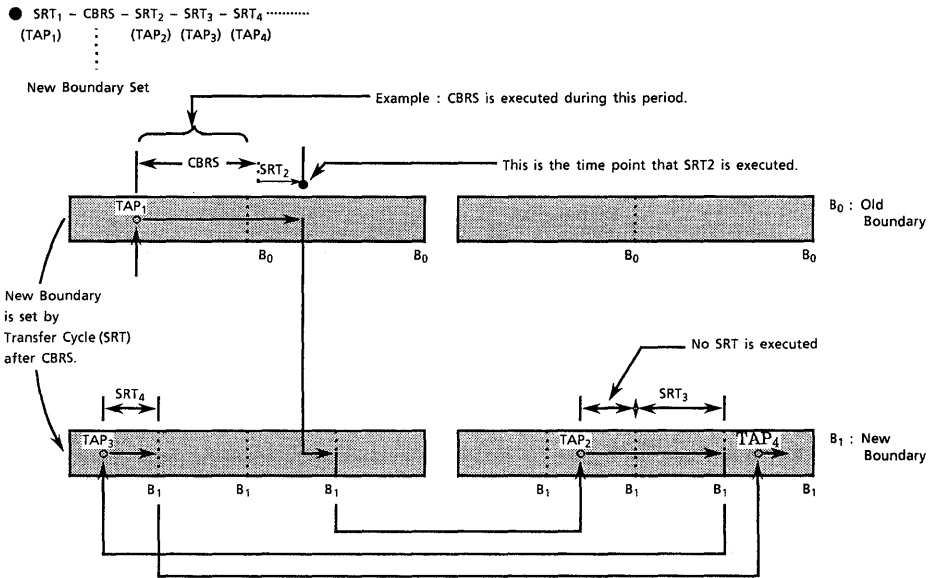 ● SRT₁ – CBRS – SRT₂ – SRT₃ – SRT₄ ············
(TAP₁) (TAP₂) (TAP₃) (TAP₄)
New Boundary Set
Example : CBRS is executed during this period.
CBRS
SRT₂
This is the time point that SRT2 is executed.
TAP₁
B₀ : Old
Boundary
B₀ B₀ B₀ B₀
New Boundary
is set by
Transfer Cycle (SRT)
after CBRS.
No SRT is executed
SRT₄ SRT₃
TAP₃ TAP₂ TAP₄
B₁ : New
Boundary
B₁ B₁ B₁ B₁ B₁ B₁ B₁